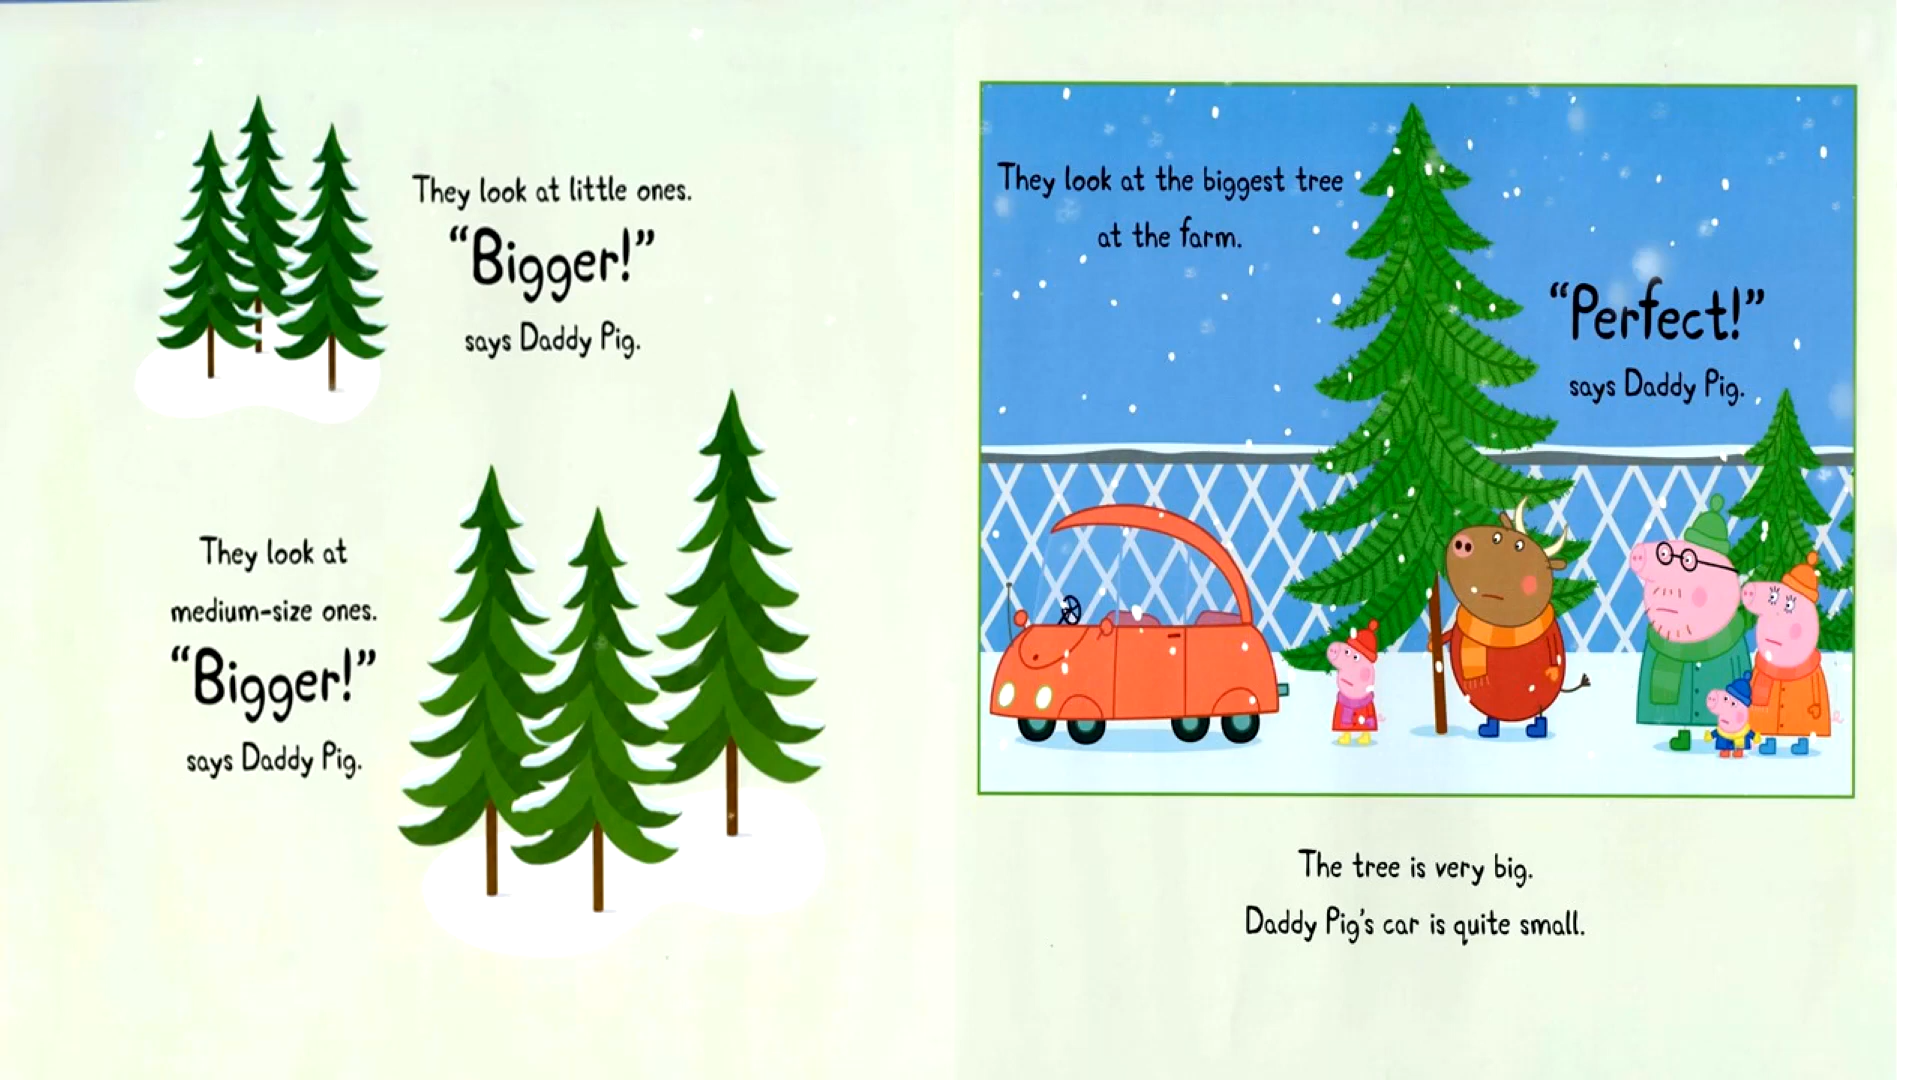 They look at little ones.
“Bigger!”
says Daddy Pig.
They look at
medium-size ones.
“Bigger!”
says Daddy Pig.
They look at the biggest tree
at the farm.
“Perfect!”
says Daddy Pig.
The tree is very big.
Daddy Pig’s car is quite small.